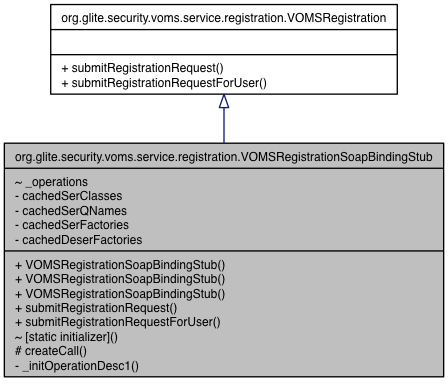 org.glite.security.voms.service.registration.VOMSRegistration
+ submitRegistrationRequest()
+ submitRegistrationRequestForUser()
org.glite.security.voms.service.registration.VOMSRegistrationSoapBindingStub
~ _operations
- cachedSerClasses
- cachedSerQNames
- cachedSerFactories
- cachedDeserFactories
+ VOMSRegistrationSoapBindingStub()
+ VOMSRegistrationSoapBindingStub()
+ VOMSRegistrationSoapBindingStub()
+ submitRegistrationRequest()
+ submitRegistrationRequestForUser()
~ [static initializer]()
# createCall()
- _initOperationDesc1()